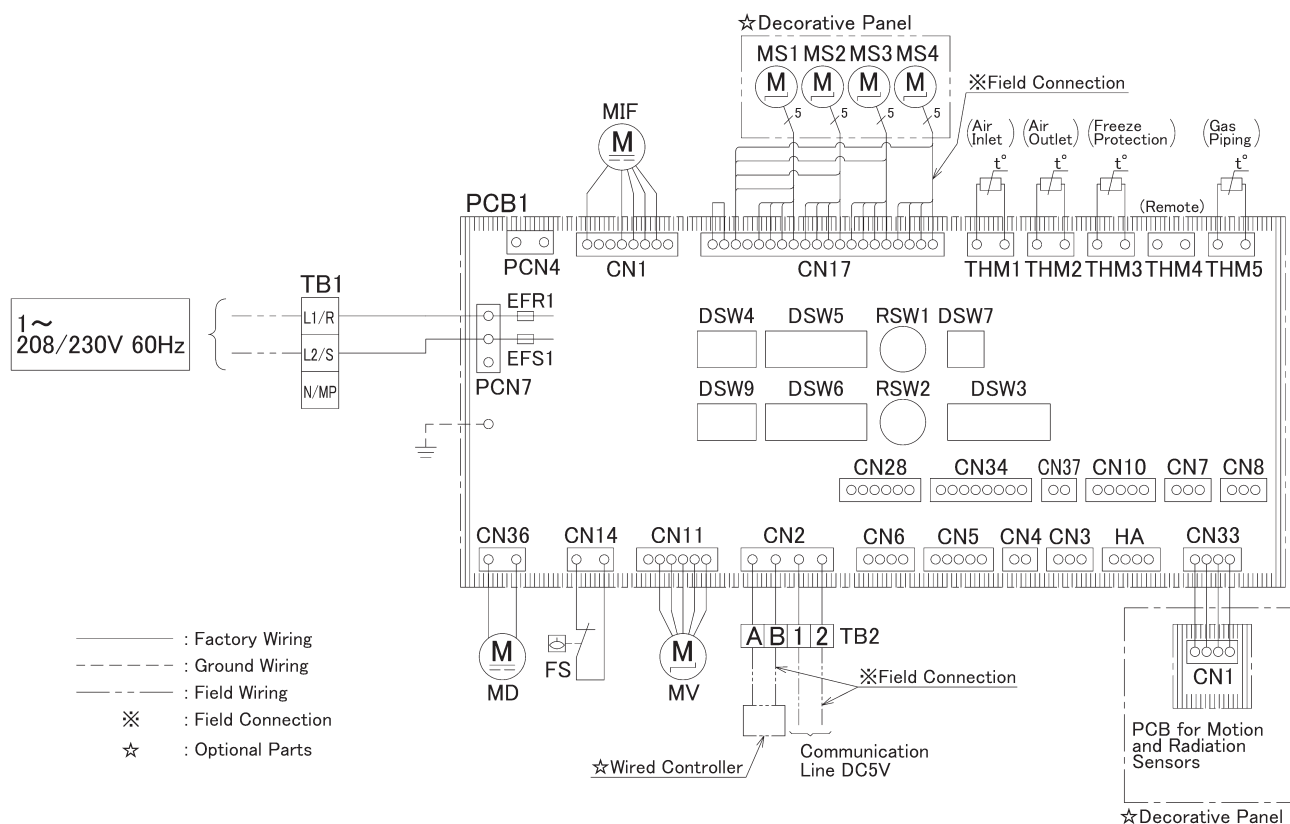 ☆Decorative Panel
MS1 MS2 MS3 MS4
M M M M
5 5 5 5
※Field Connection
MIF
M
(Air Inlet)
(Air Outlet)
(Freeze Protection)
(Gas Piping)
t° t° t° t°
(Remote)
PCB1
PCN4
CN1
CN17
THM1 THM2 THM3 THM4 THM5
TB1
1~
208/230V 60Hz
L1/R
L2/S
N/MP
EFR1
EFS1
PCN7
DSW4 DSW5 RSW1 DSW7
DSW9 DSW6 RSW2 DSW3
CN28 CN34 CN37 CN10 CN7 CN8
CN36 CN14 CN11 CN2 CN6 CN5 CN4 CN3 HA CN33
M
MD
FS
M
MV
A B 1 2 TB2
※Field Connection
☆Wired Controller
Communication
Line DC5V
CN1
PCB for Motion
and Radiation
Sensors
☆Decorative Panel
: Factory Wiring
: Ground Wiring
: Field Wiring
※ : Field Connection
☆ : Optional Parts